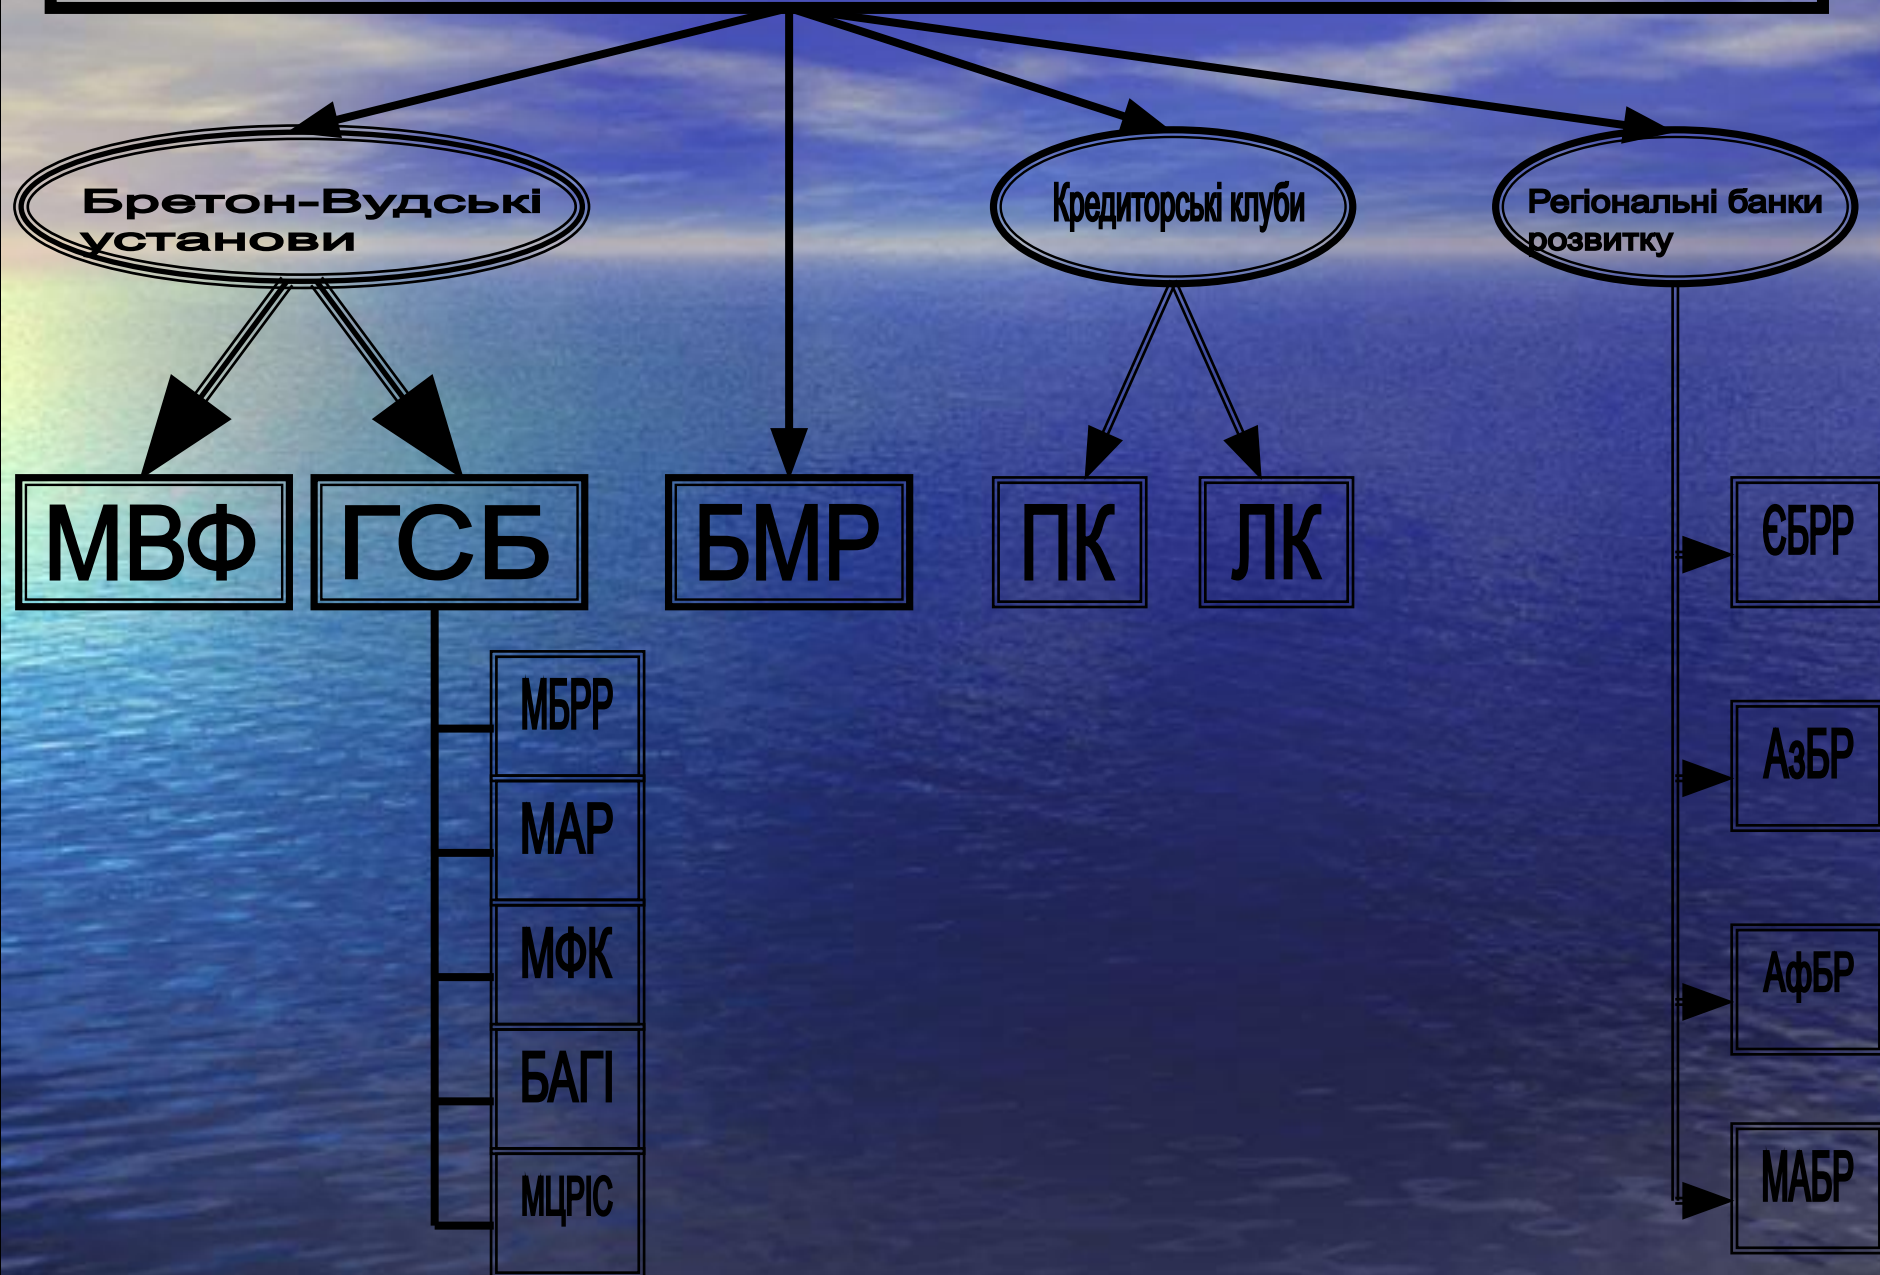 Бретон-Вудські
установи
Кредиторські клуби
Регіональні банки
розвитку
МВФ
ГСБ
БМР
ПК
ЛК
ЄБРР
МБРР
АзБР
МАР
МФК
АфБР
БАГІ
МЦРІС
МАБР